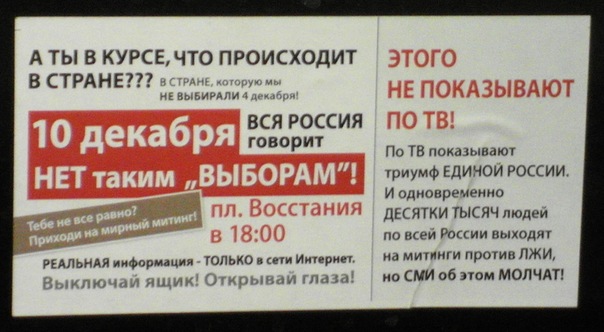 А ТЫ В КУРСЕ, ЧТО ПРОИСХОДИТ
В СТРАНЕ??? В СТРАНЕ, которую мы
НЕ ВЫБИРАЛИ 4 декабря!
10 декабря ВСЯ РОССИЯ
говорит
НЕТ таким „ВЫБОРАМ”!
Тебе не все равно?
Приходи на мирный митинг!
пл. Восстания
в 18:00
РЕАЛЬНАЯ информация - ТОЛЬКО в сети Интернет.
Выключай ящик! Открывай глаза!
ЭТОГО
НЕ ПОКАЗЫВАЮТ
ПО ТВ!
По ТВ показывают
триумф ЕДИНОЙ РОССИИ.
И одновременно
ДЕСЯТКИ ТЫСЯЧ людей
по всей России выходят
на митинги против ЛЖИ,
но СМИ об этом МОЛЧАТ!